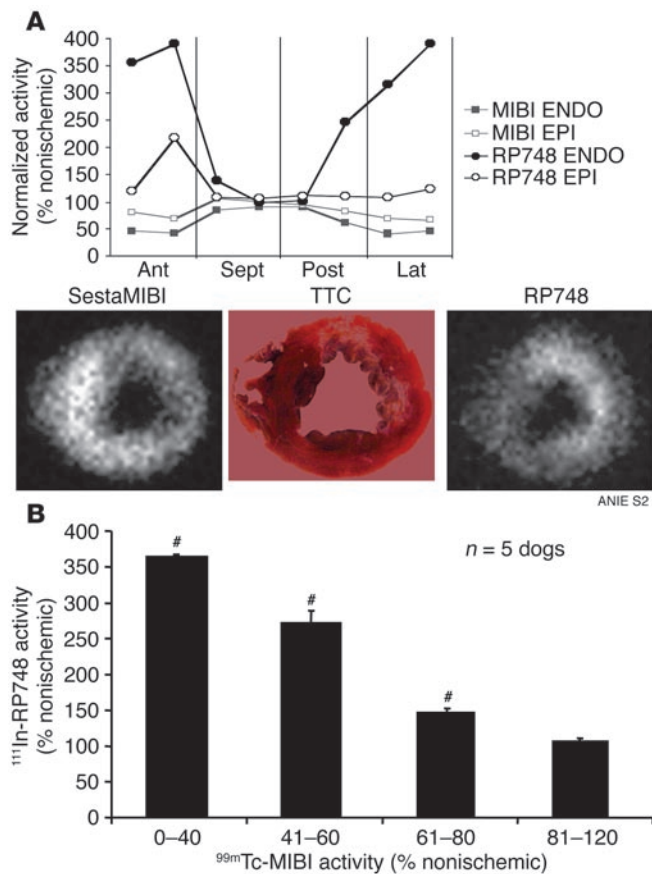 A
400
350
300
250
200
150
100
50
0
Normalized activity
(% nonischemic)
Ant Sept Post Lat
MIBI ENDO
MIBI EPI
RP748 ENDO
RP748 EPI
SestaMIBI TTC RP748
ANIE S2
B
400
350
300
250
200
150
100
50
0
¹¹¹In-RP748 activity
(% nonischemic)
# # #
n = 5 dogs
0–40 41–60 61–80 81–120
⁹⁹ᵐTc-MIBI activity (% nonischemic)